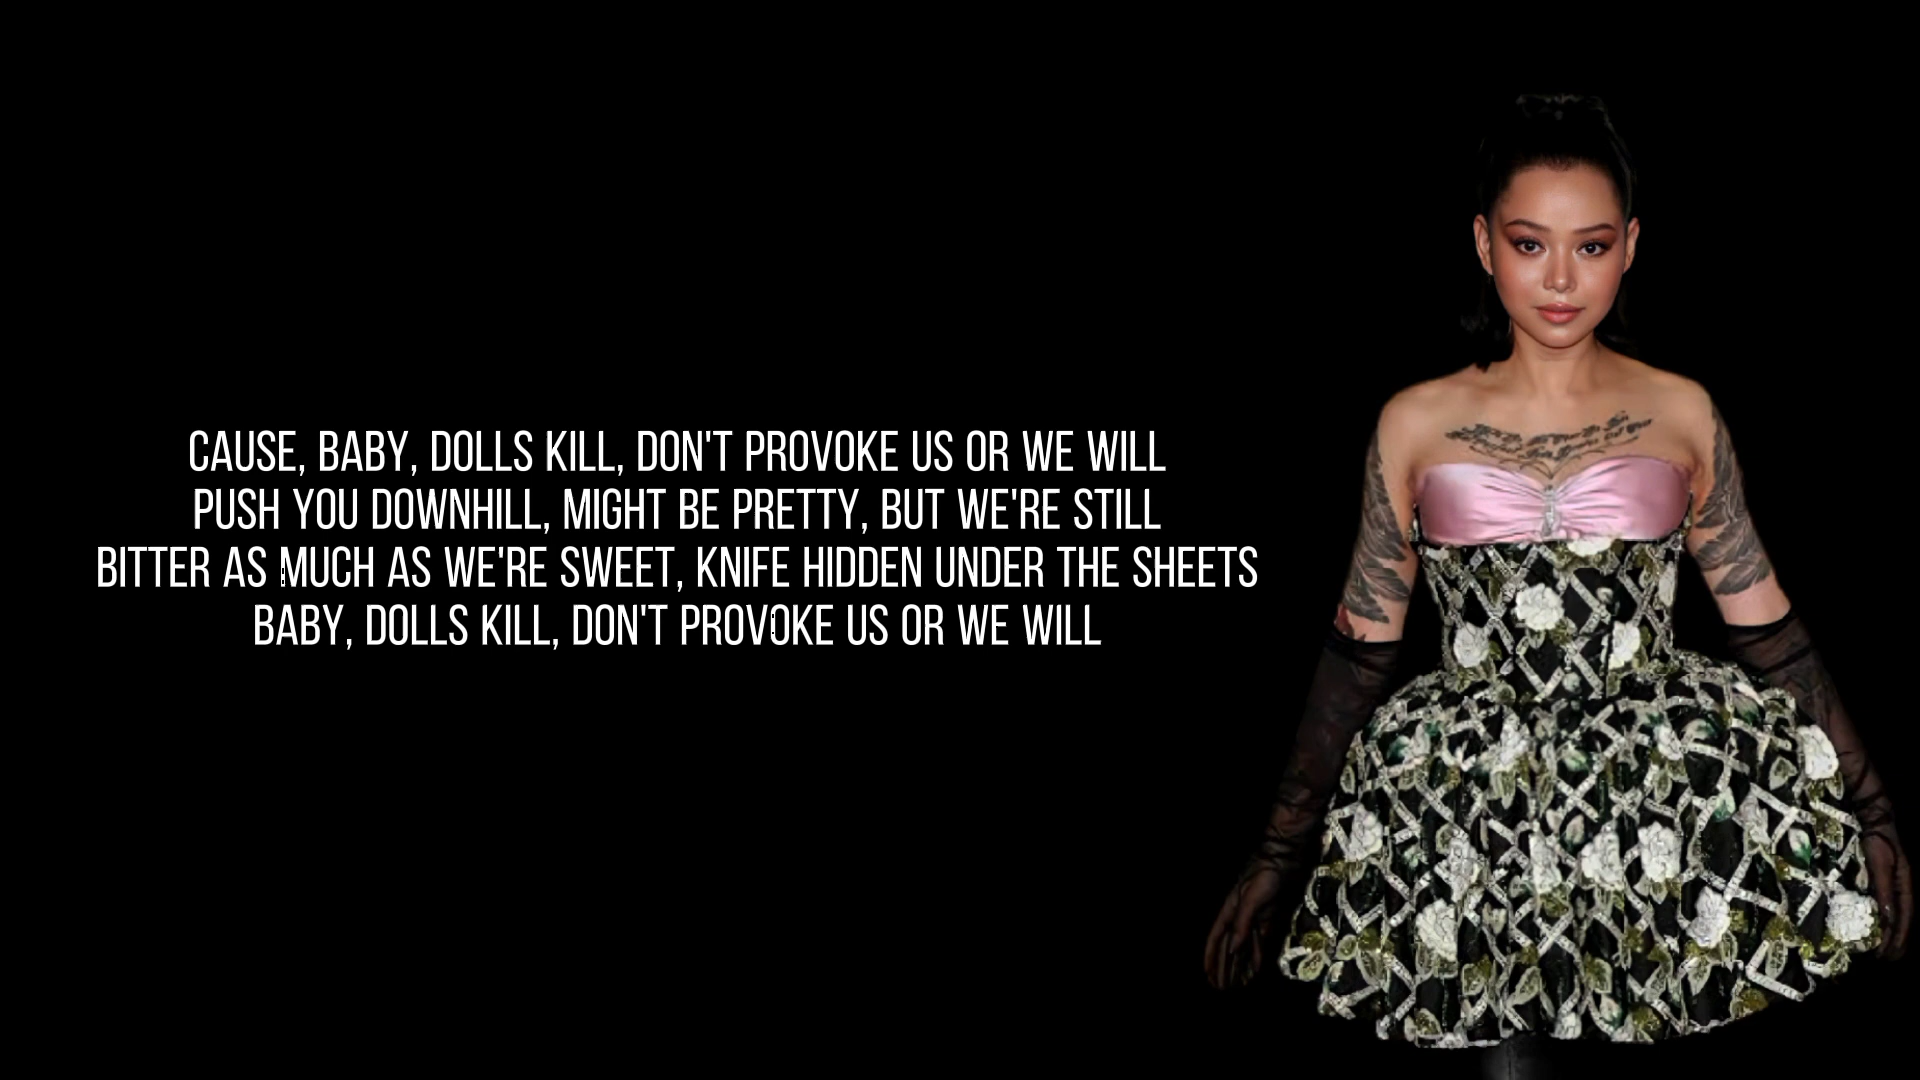 CAUSE, BABY, DOLLS KILL, DON'T PROVOKE US OR WE WILL
PUSH YOU DOWNHILL, MIGHT BE PRETTY, BUT WE'RE STILL
BITTER AS MUCH AS WE'RE SWEET, KNIFE HIDDEN UNDER THE SHEETS
BABY, DOLLS KILL, DON'T PROVOKE US OR WE WILL